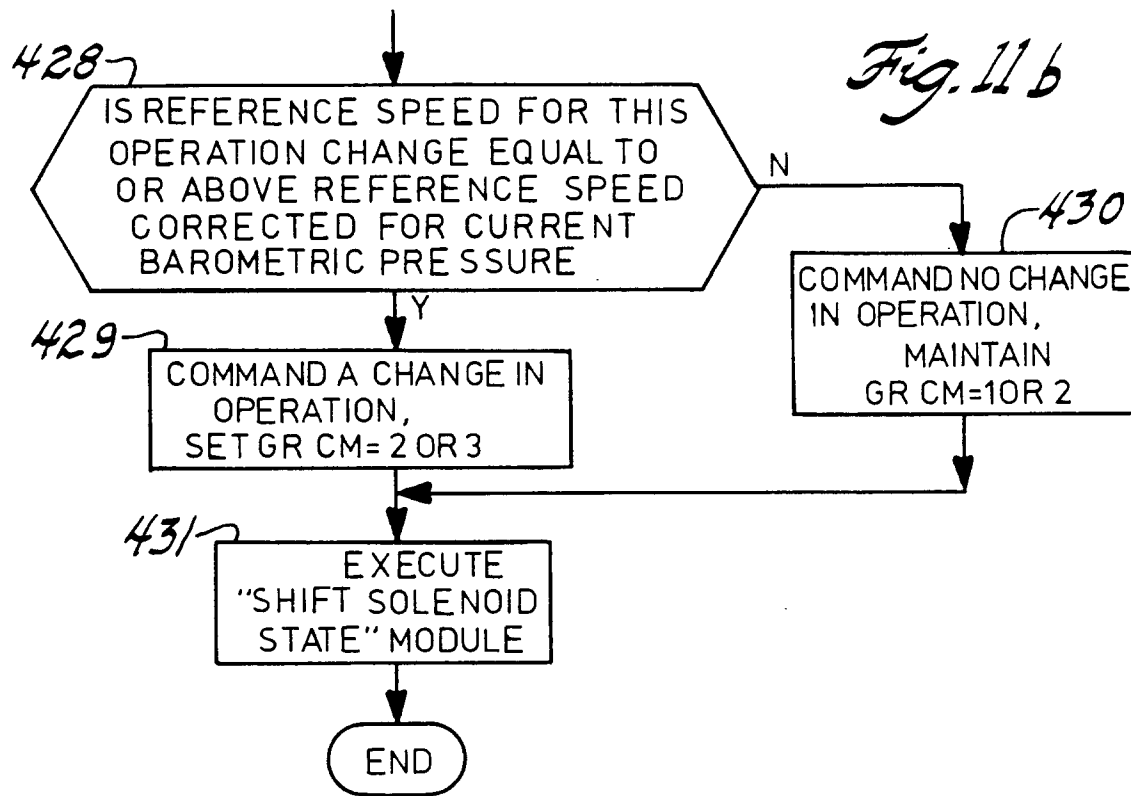 Fig. 11b
428
IS REFERENCE SPEED FOR THIS
OPERATION CHANGE EQUAL TO
OR ABOVE REFERENCE SPEED
CORRECTED FOR CURRENT
BAROMETRIC PRESSURE
N
Y
430
COMMAND NO CHANGE
IN OPERATION,
MAINTAIN
GR CM=1OR 2
429
COMMAND A CHANGE IN
OPERATION,
SET GR CM= 2 OR 3
431
EXECUTE
"SHIFT SOLENOID
STATE" MODULE
END